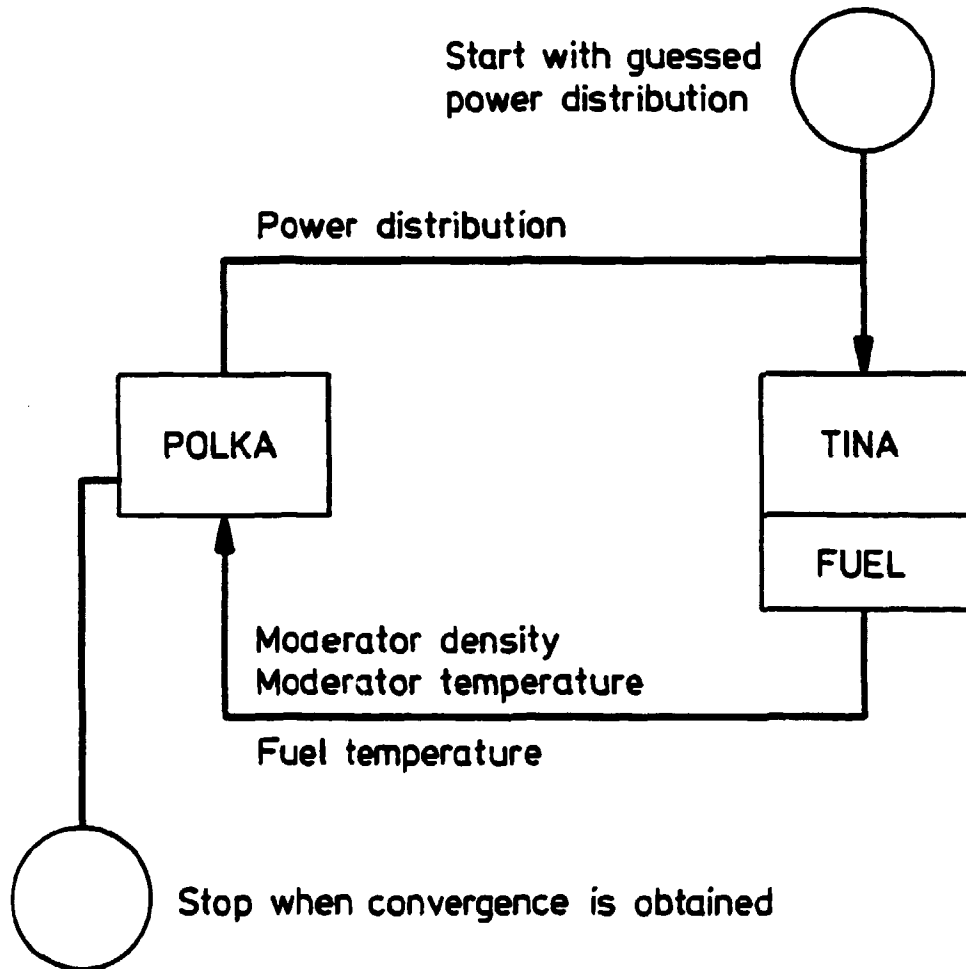 Start with guessed
power distribution
Power distribution
POLKA
TINA
FUEL
Moderator density
Moderator temperature
Fuel temperature
Stop when convergence is obtained